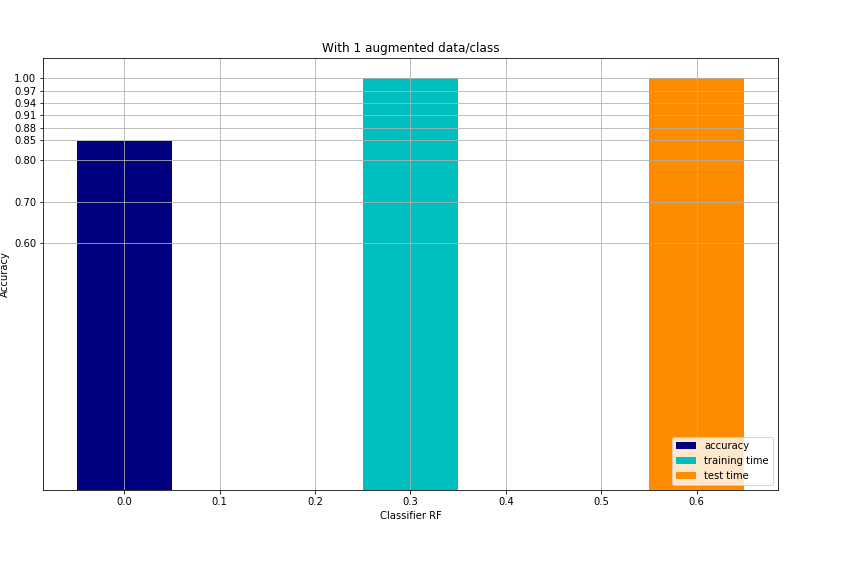 With 1 augmented data/class
1.00
0.97
0.94
0.91
0.88
0.85
0.80
0.70
0.60
Accuracy
accuracy
training time
test time
0.0 0.1 0.2 0.3 0.4 0.5 0.6
Classifier RF